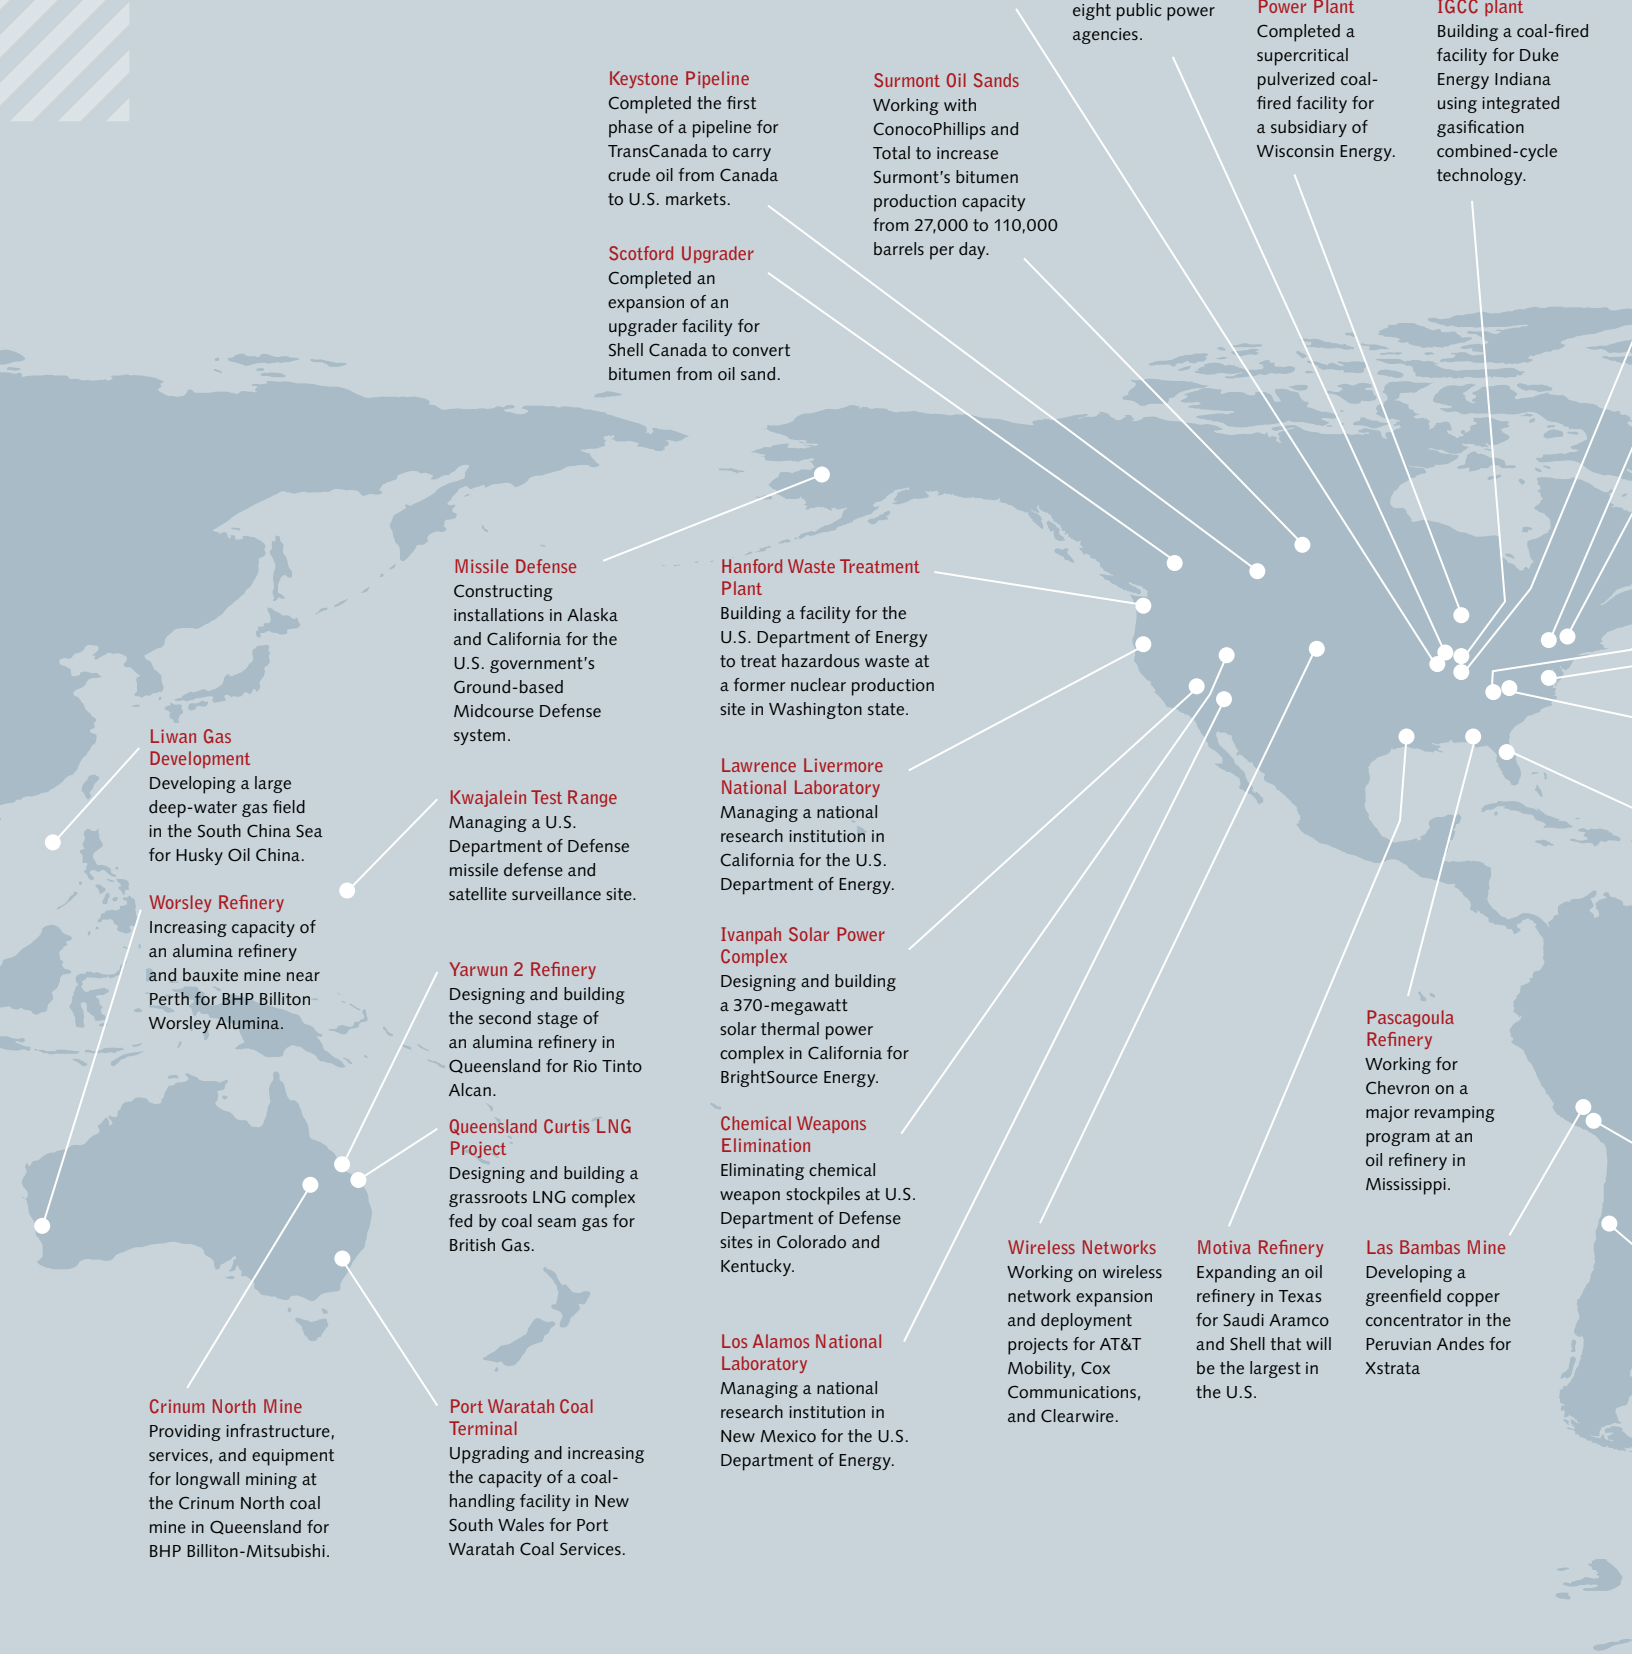 eight public power
agencies.
Power Plant
Completed a
supercritical
pulverized coal-
fired facility for
a subsidiary of
Wisconsin Energy.
IGCC plant
Building a coal-fired
facility for Duke
Energy Indiana
using integrated
gasification
combined-cycle
technology.
Keystone Pipeline
Completed the first
phase of a pipeline for
TransCanada to carry
crude oil from Canada
to U.S. markets.
Surmont Oil Sands
Working with
ConocoPhillips and
Total to increase
Surmont's bitumen
production capacity
from 27,000 to 110,000
barrels per day.
Scotford Upgrader
Completed an
expansion of an
upgrader facility for
Shell Canada to convert
bitumen from oil sand.
Missile Defense
Constructing
installations in Alaska
and California for the
U.S. government's
Ground-based
Midcourse Defense
system.
Hanford Waste Treatment
Plant
Building a facility for the
U.S. Department of Energy
to treat hazardous waste at
a former nuclear production
site in Washington state.
Liwan Gas
Development
Developing a large
deep-water gas field
in the South China Sea
for Husky Oil China.
Kwajalein Test Range
Managing a U.S.
Department of Defense
missile defense and
satellite surveillance site.
Lawrence Livermore
National Laboratory
Managing a national
research institution in
California for the U.S.
Department of Energy.
Worsley Refinery
Increasing capacity of
an alumina refinery
and bauxite mine near
Perth for BHP Billiton
Worsley Alumina.
Yarwun 2 Refinery
Designing and building
the second stage of
an alumina refinery in
Queensland for Rio Tinto
Alcan.
Ivanpah Solar Power
Complex
Designing and building
a 370-megawatt
solar thermal power
complex in California for
BrightSource Energy.
Queensland Curtis LNG
Project
Designing and building a
grassroots LNG complex
fed by coal seam gas for
British Gas.
Chemical Weapons
Elimination
Eliminating chemical
weapon stockpiles at U.S.
Department of Defense
sites in Colorado and
Kentucky.
Pascagoula
Refinery
Working for
Chevron on a
major revamping
program at an
oil refinery in
Mississippi.
Wireless Networks
Working on wireless
network expansion
and deployment
projects for AT&T
Mobility, Cox
Communications,
and Clearwire.
Motiva Refinery
Expanding an oil
refinery in Texas
for Saudi Aramco
and Shell that will
be the largest in
the U.S.
Las Bambas Mine
Developing a
greenfield copper
concentrator in the
Peruvian Andes for
Xstrata
Los Alamos National
Laboratory
Managing a national
research institution in
New Mexico for the U.S.
Department of Energy.
Crinum North Mine
Providing infrastructure,
services, and equipment
for longwall mining at
the Crinum North coal
mine in Queensland for
BHP Billiton-Mitsubishi.
Port Waratah Coal
Terminal
Upgrading and increasing
the capacity of a coal-
handling facility in New
South Wales for Port
Waratah Coal Services.